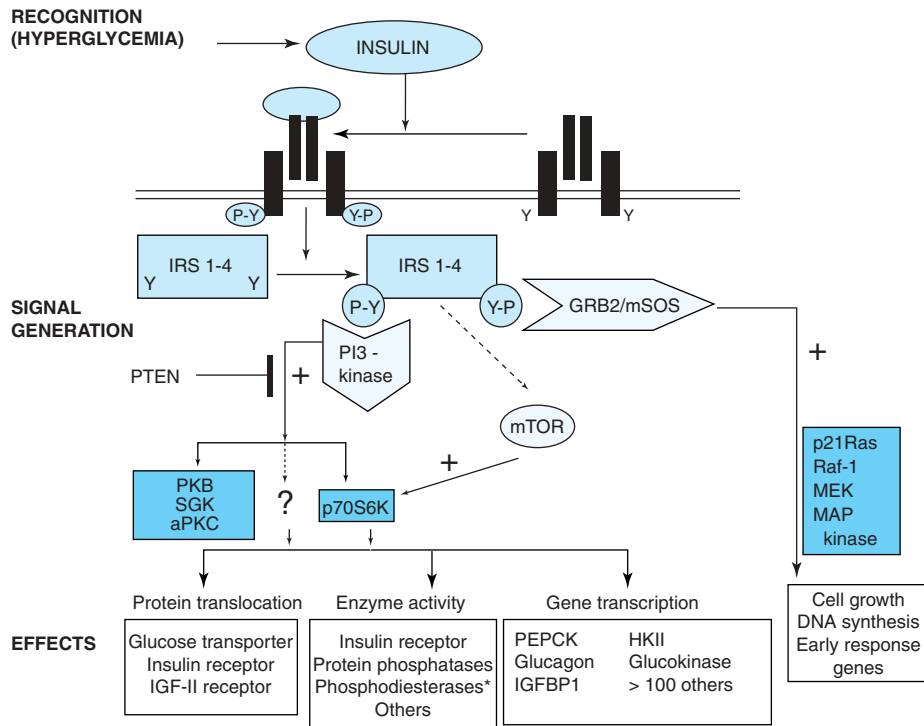 RECOGNITION
(HYPERGLYCEMIA)
INSULIN
P-Y
Y-P
Y
Y
IRS 1-4
Y
Y
IRS 1-4
P-Y
Y-P
GRB2/mSOS
SIGNAL
GENERATION
PTEN
+
PI3 -
kinase
+
mTOR
+
PKB
SGK
aPKC
?
p70S6K
p21Ras
Raf-1
MEK
MAP
kinase
EFFECTS
Protein translocation
Glucose transporter
Insulin receptor
IGF-II receptor
Enzyme activity
Insulin receptor
Protein phosphatases
Phosphodiesterases*
Others
Gene transcription
PEPCK HKII
Glucagon Glucokinase
IGFBP1 > 100 others
Cell growth
DNA synthesis
Early response
genes